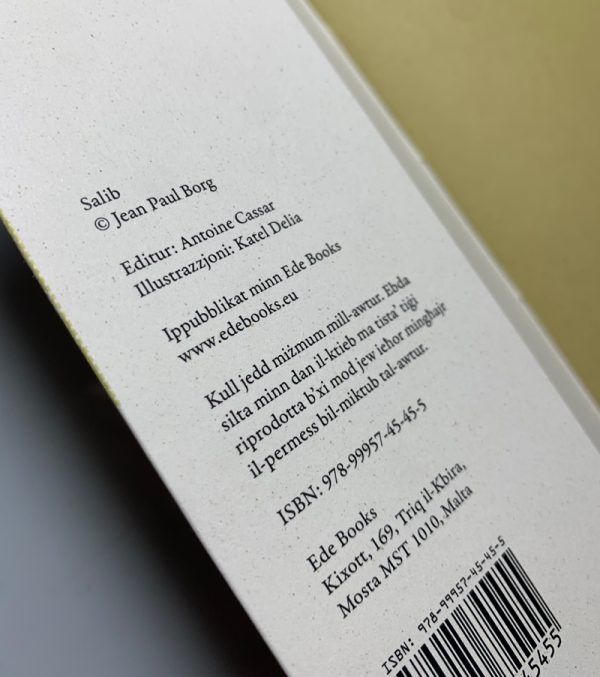 Salib
© Jean Paul Borg
Editur: Antoine Cassar
Illustrazzjoni: Katel Delia
Ippubblikat minn Ede Books
www.edebooks.eu
Kull jedd miżmum mill-awtur. Ebda
silta minn dan il-ktieb ma tista' tiġi
riprodotta b'xi mod jew ieħor mingħajr
il-permess bil-miktub tal-awtur.
ISBN: 978-99957-45-45-5
Ede Books
Kixott, 169, Triq il-Kbira,
Mosta MST 1010, Malta
ISBN: 978-99957-45-45-5
45455